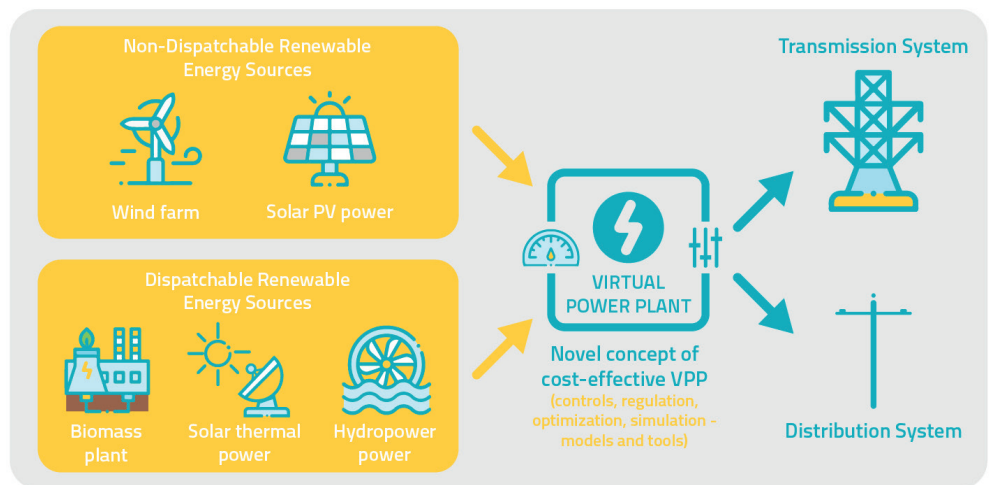 Non-Dispatchable Renewable
Energy Sources
Wind farm
Solar PV power
Dispatchable Renewable
Energy Sources
Biomass
plant
Solar thermal
power
Hydropower
power
VIRTUAL
POWER PLANT
Novel concept of
cost-effective VPP
(controls, regulation,
optimization, simulation -
models and tools)
Transmission System
Distribution System